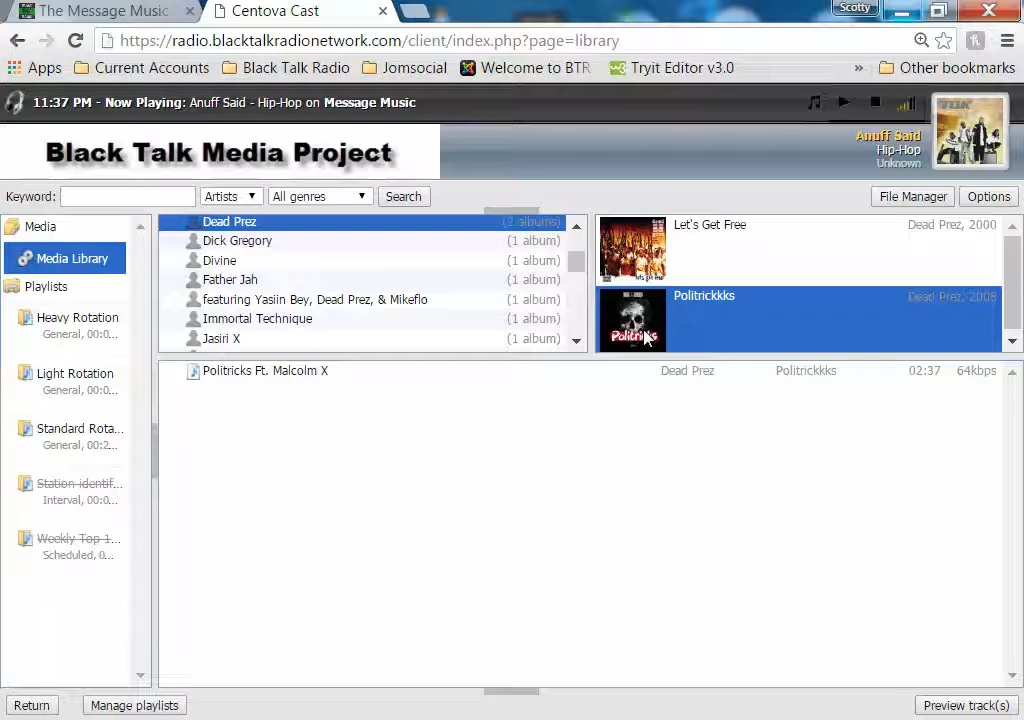 The Message Music
Centova Cast
Scotty
https://radio.blacktalkradionetwork.com/client/index.php?page=library
Apps Current Accounts Black Talk Radio Jomsocial Welcome to BTR Tryit Editor v3.0 » Other bookmarks
11:37 PM - Now Playing: Anuff Said - Hip-Hop on Message Music
Black Talk Media Project
Anuff Said
Hip-Hop
Unknown
Keyword: Artists All genres Search File Manager Options
Media
Media Library
Playlists
Heavy Rotation
General, 00:0...
Light Rotation
General, 00:0...
Standard Rota...
General, 00:2...
Station identif...
Interval, 00:0...
Weekly Top 1...
Scheduled, 0...
Dead Prez (2 albums)
Dick Gregory (1 album)
Divine (1 album)
Father Jah (1 album)
featuring Yasiin Bey, Dead Prez, & Mikeflo (1 album)
Immortal Technique (1 album)
Jasiri X (1 album)
Let's Get Free Dead Prez, 2000
Politrickkks Dead Prez, 2008
Politricks
Politricks Ft. Malcolm X Dead Prez Politrickkks 02:37 64kbps
Return Manage playlists Preview track(s)